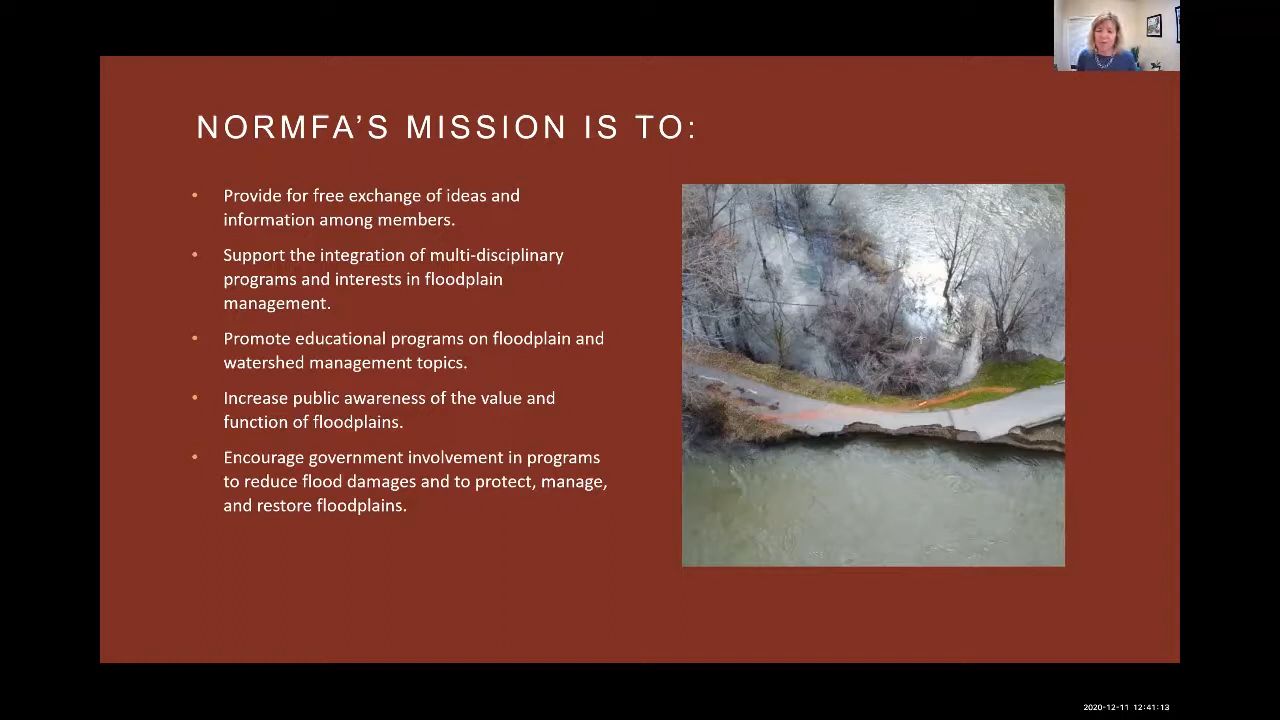 NORMFA'S MISSION IS TO:
• Provide for free exchange of ideas and
information among members.
• Support the integration of multi-disciplinary
programs and interests in floodplain
management.
• Promote educational programs on floodplain and
watershed management topics.
• Increase public awareness of the value and
function of floodplains.
• Encourage government involvement in programs
to reduce flood damages and to protect, manage,
and restore floodplains.
2020-12-11 12:41:13